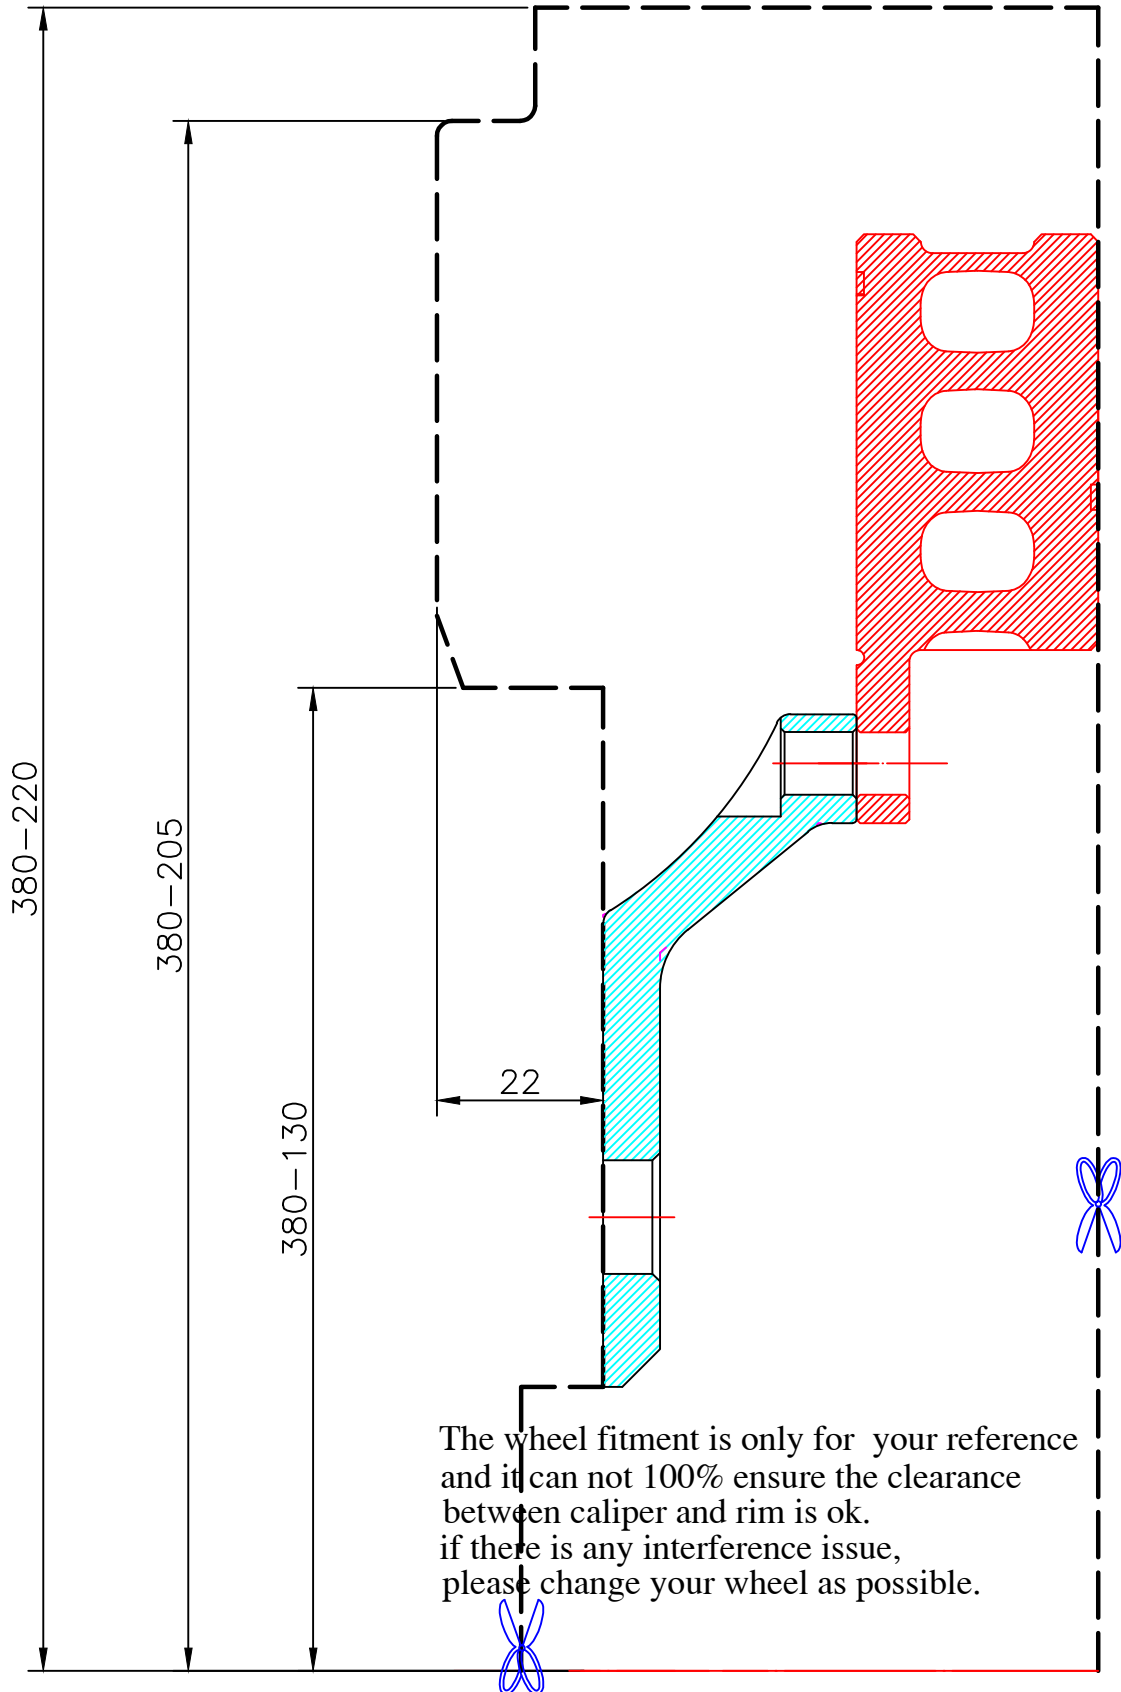 380-220
380-205
380-130
22
The wheel fitment is only for your reference
and it can not 100% ensure the clearance
between caliper and rim is ok.
if there is any interference issue,
please change your wheel as possible.